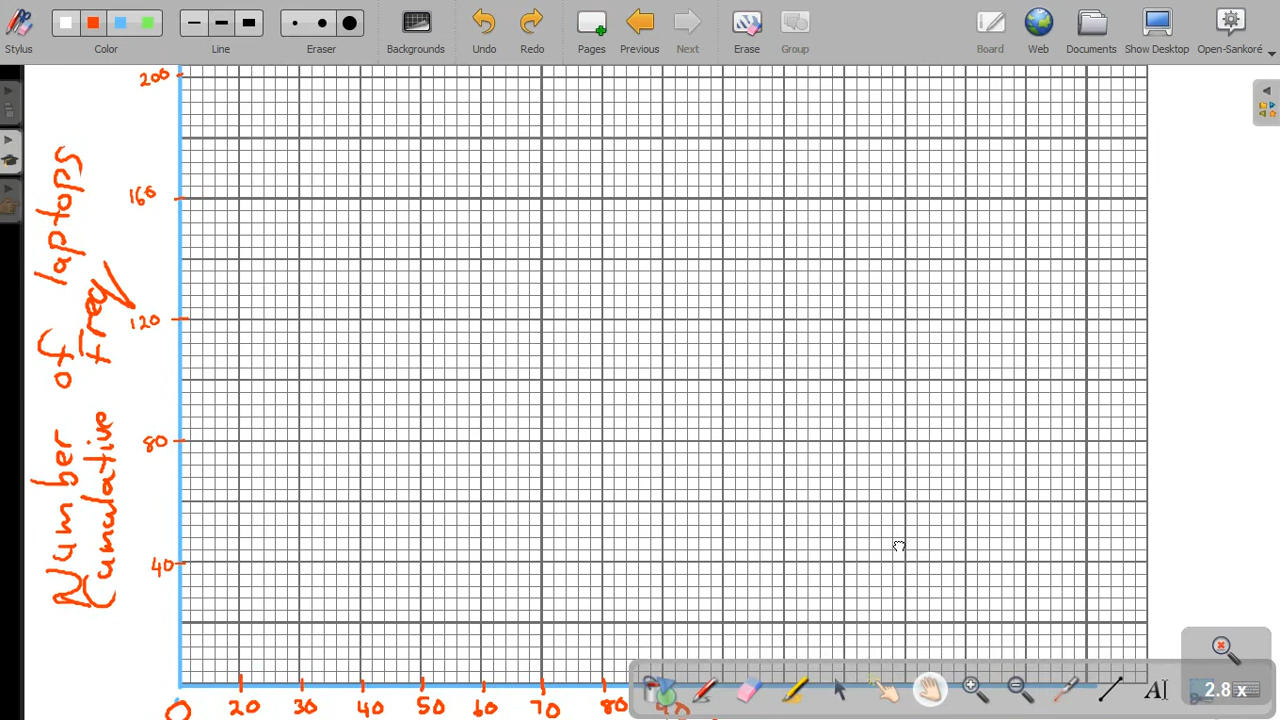 Stylus
Color
Line
Eraser
Backgrounds
Undo
Redo
Pages
Previous
Next
Erase
Group
Board
Web
Documents
Show Desktop
Open-Sankoré
200
160
120
80
40
Number of laptops
Cumulative Freq
0 20 30 40 50 60 70 80 90
2.8 x